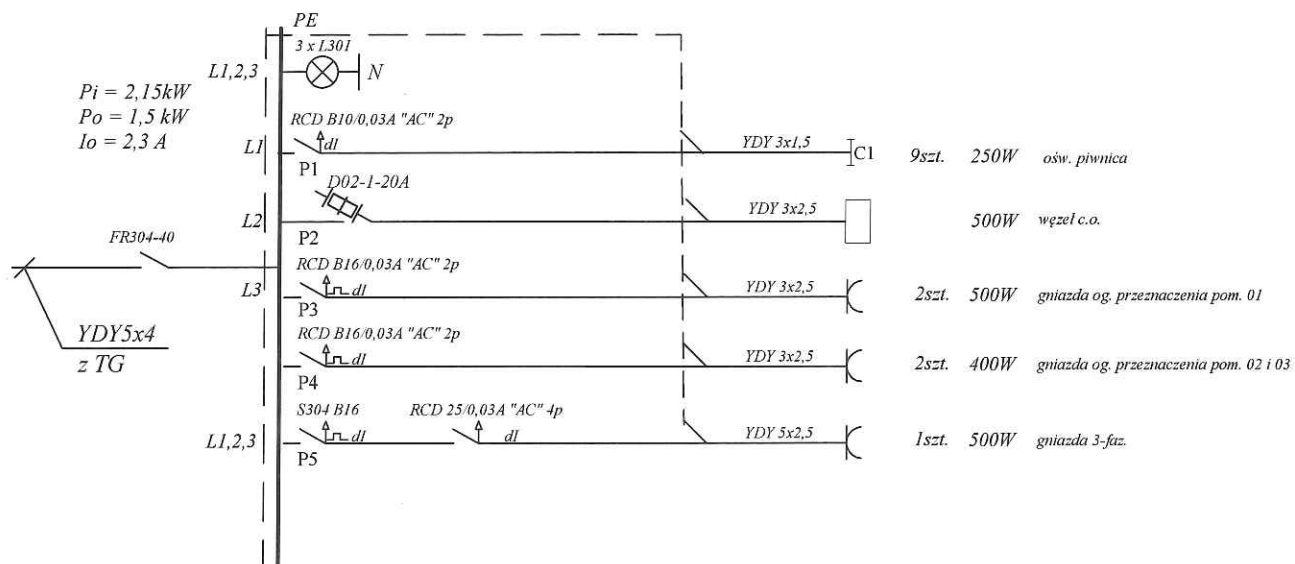 PE
3 x L301
L1,2,3
N
Pi = 2,15kW
Po = 1,5 kW
Io = 2,3 A
RCD B10/0,03A "AC" 2p
dI
L1
P1
YDY 3x1,5
C1
9szt. 250W ośw. piwnica
D02-1-20A
L2
P2
YDY 3x2,5
500W węzeł c.o.
FR304-40
RCD B16/0,03A "AC" 2p
dI
L3
P3
YDY 3x2,5
2szt. 500W gniazda og. przeznaczenia pom. 01
YDY5x4
z TG
RCD B16/0,03A "AC" 2p
dI
P4
YDY 3x2,5
2szt. 400W gniazda og. przeznaczenia pom. 02 i 03
S304 B16
dI
RCD 25/0,03A "AC" 4p
dI
L1,2,3
P5
YDY 5x2,5
1szt. 500W gniazda 3-faz.